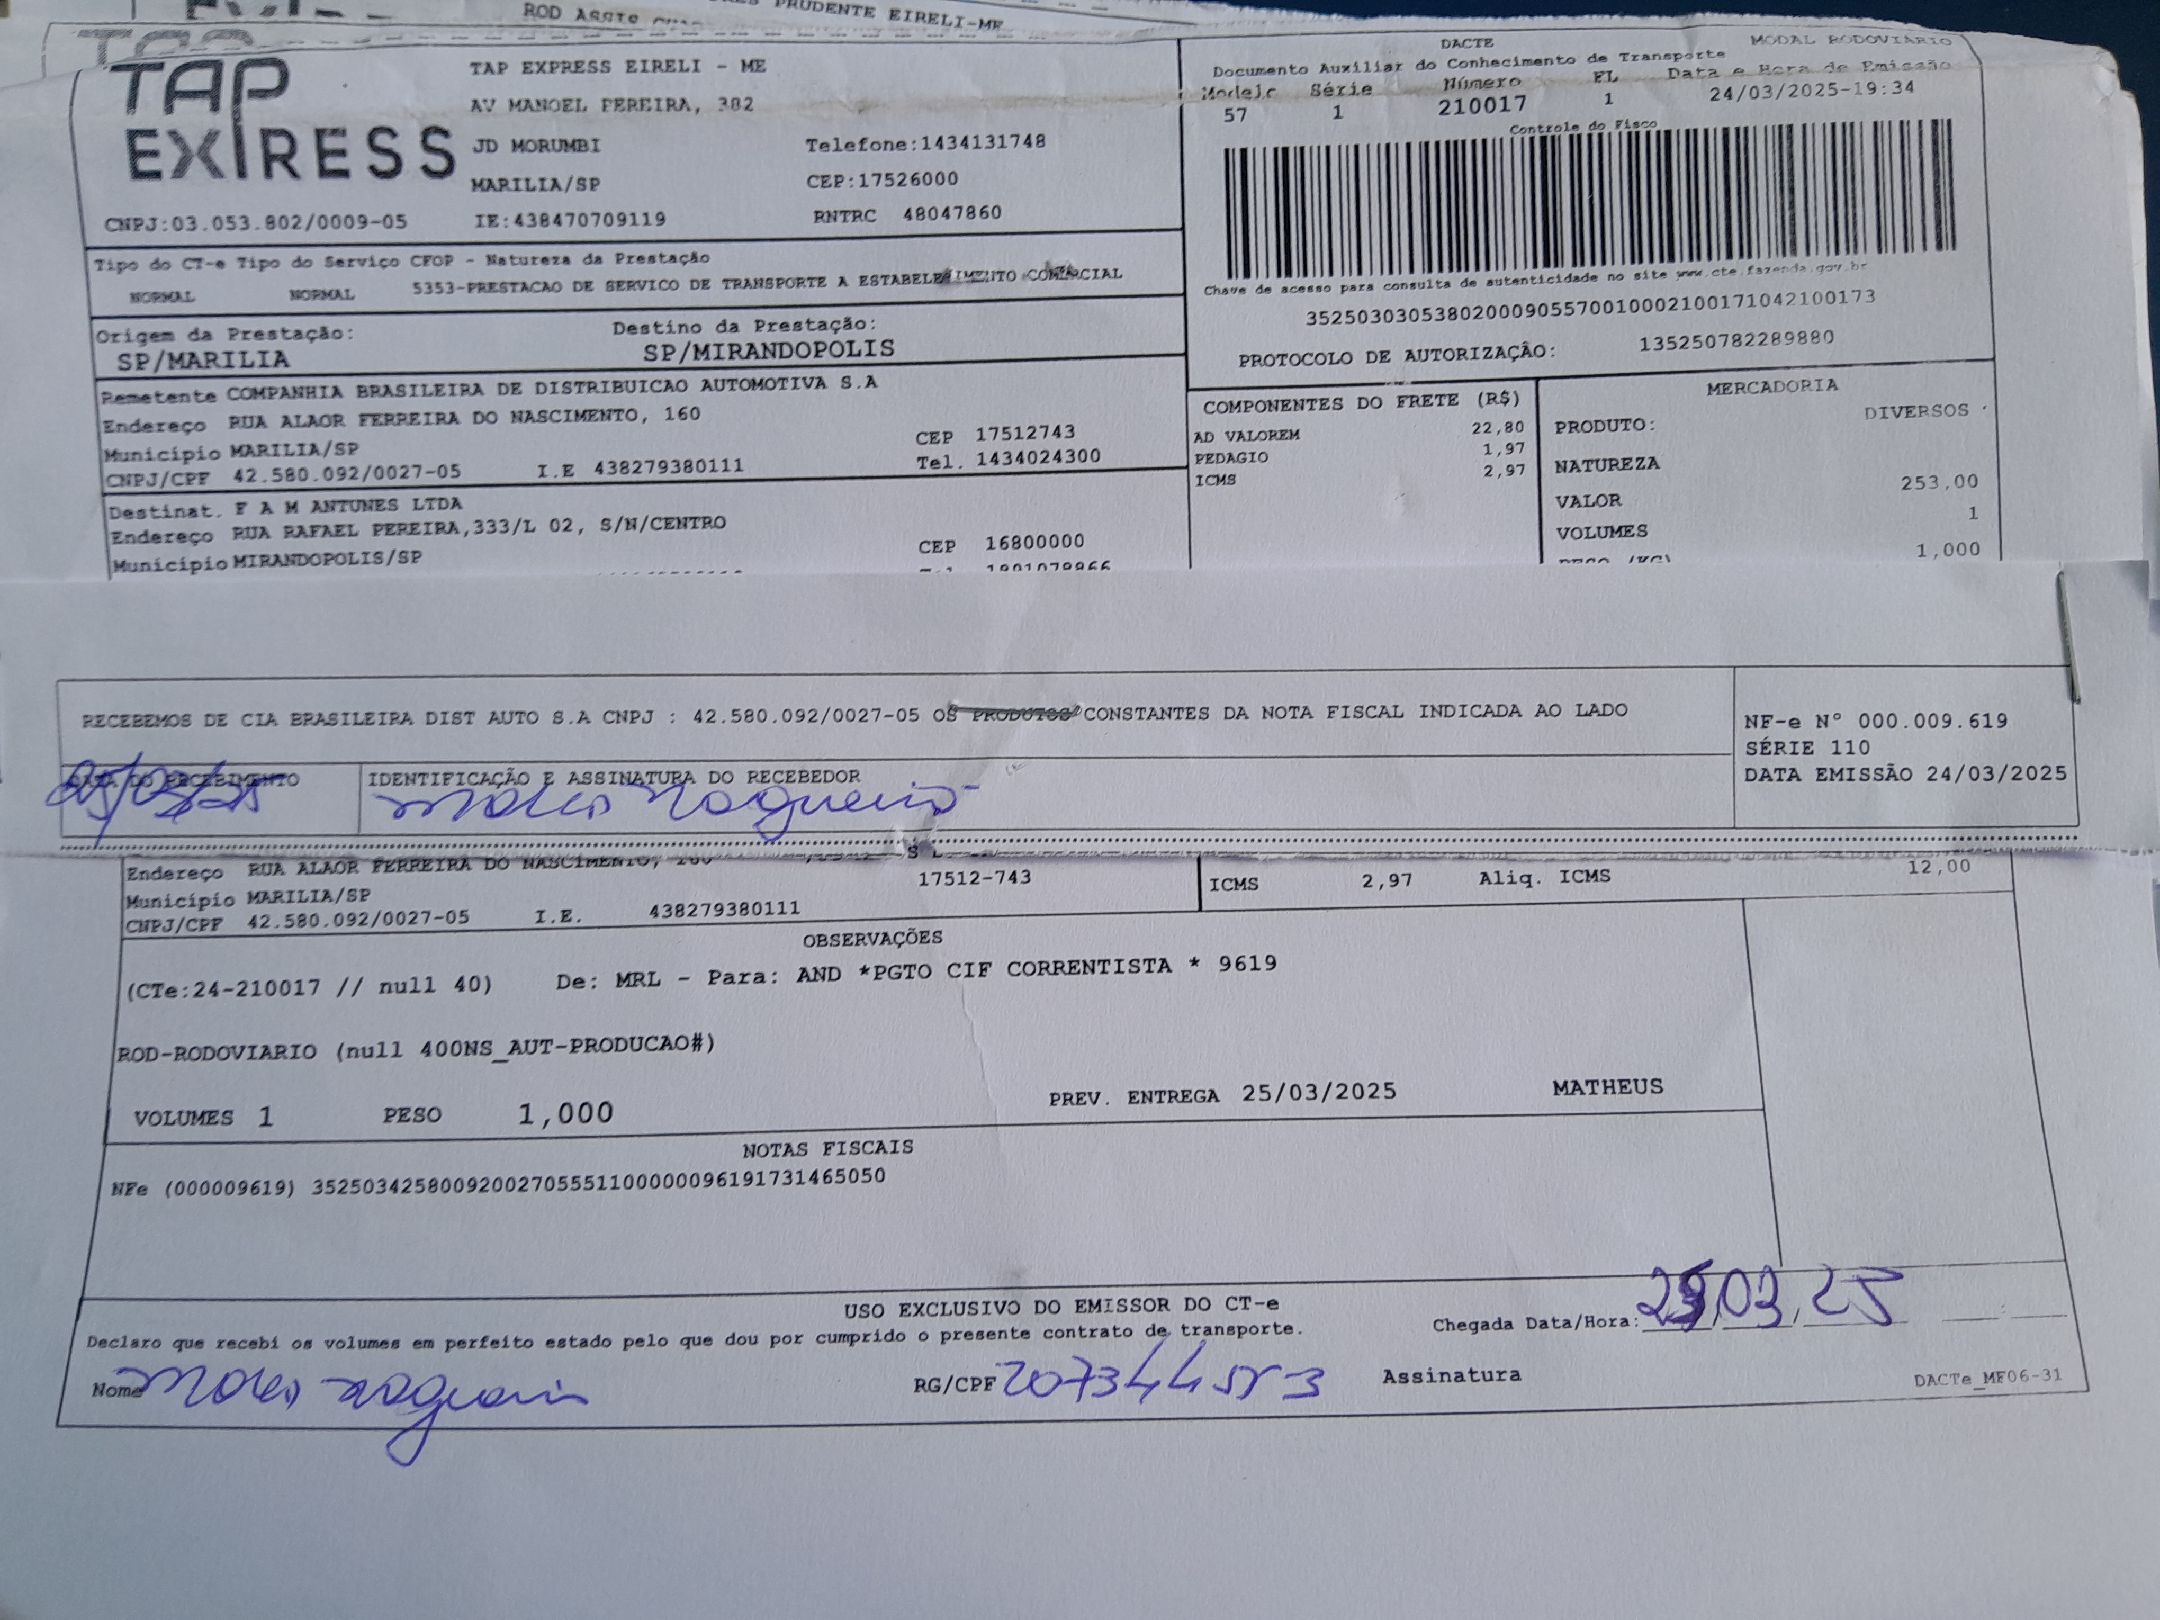 PRUDENTE EIRELI-ME
ROD ASSIS
TAP EXPRESS
TAP EXPRESS EIRELI - ME
AV MANOEL PEREIRA, 382
JD MORUMBI Telefone:1434131748
MARILIA/SP CEP:17526000
CNPJ:03.053.802/0009-05 IE:438470709119 RNTRC 48047860
DACTE MODAL RODOVIARIO
Documento Auxiliar do Conhecimento de Transporte
Modelo Série Número FL Data e Hora de Emissão
57 1 210017 1 24/03/2025-19:34
Controle do Fisco
Chave de acesso para consulta de autenticidade no site www.cte.fazenda.gov.br
35250303053802000905570010002100171042100173
PROTOCOLO DE AUTORIZAÇÃO: 135250782289880
Tipo do CT-e Tipo do Serviço CFOP - Natureza da Prestação
NORMAL NORMAL 5353-PRESTACAO DE SERVICO DE TRANSPORTE A ESTABELECIMENTO COMERCIAL
Origem da Prestação: Destino da Prestação:
SP/MARILIA SP/MIRANDOPOLIS
Remetente COMPANHIA BRASILEIRA DE DISTRIBUICAO AUTOMOTIVA S.A
Endereço RUA ALAOR FERREIRA DO NASCIMENTO, 160
Município MARILIA/SP CEP 17512743
CNPJ/CPF 42.580.092/0027-05 I.E 438279380111 Tel. 1434024300
Destinat. F A M ANTUNES LTDA
Endereço RUA RAFAEL PEREIRA,333/L 02, S/N/CENTRO
Município MIRANDOPOLIS/SP CEP 16800000
COMPONENTES DO FRETE (R$)
AD VALOREM 22,80
PEDAGIO 1,97
ICMS 2,97
MERCADORIA
PRODUTO: DIVERSOS
NATUREZA
VALOR 253,00
VOLUMES 1
PESO (KG) 1,000
RECEBEMOS DE CIA BRASILEIRA DIST AUTO S.A CNPJ : 42.580.092/0027-05 OS PRODUTOS CONSTANTES DA NOTA FISCAL INDICADA AO LADO
NF-e N° 000.009.619
SÉRIE 110
DATA EMISSÃO 24/03/2025
DATA DO RECEBIMENTO IDENTIFICAÇÃO E ASSINATURA DO RECEBEDOR
Endereço RUA ALAOR FERREIRA DO NASCIMENTO, 160
Município MARILIA/SP 17512-743
CNPJ/CPF 42.580.092/0027-05 I.E. 438279380111
ICMS 2,97 Aliq. ICMS 12,00
OBSERVAÇÕES
(CTe:24-210017 // null 40) De: MRL - Para: AND *PGTO CIF CORRENTISTA * 9619
ROD-RODOVIARIO (null 400NS_AUT-PRODUCAO#)
VOLUMES 1 PESO 1,000 PREV. ENTREGA 25/03/2025 MATHEUS
NOTAS FISCAIS
NFe (000009619) 35250342580092002705551100000096191731465050
USO EXCLUSIVO DO EMISSOR DO CT-e
Declaro que recebi os volumes em perfeito estado pelo que dou por cumprido o presente contrato de transporte. Chegada Data/Hora: 25/03/25
Nome RG/CPF Assinatura
DACTe_MF06-31